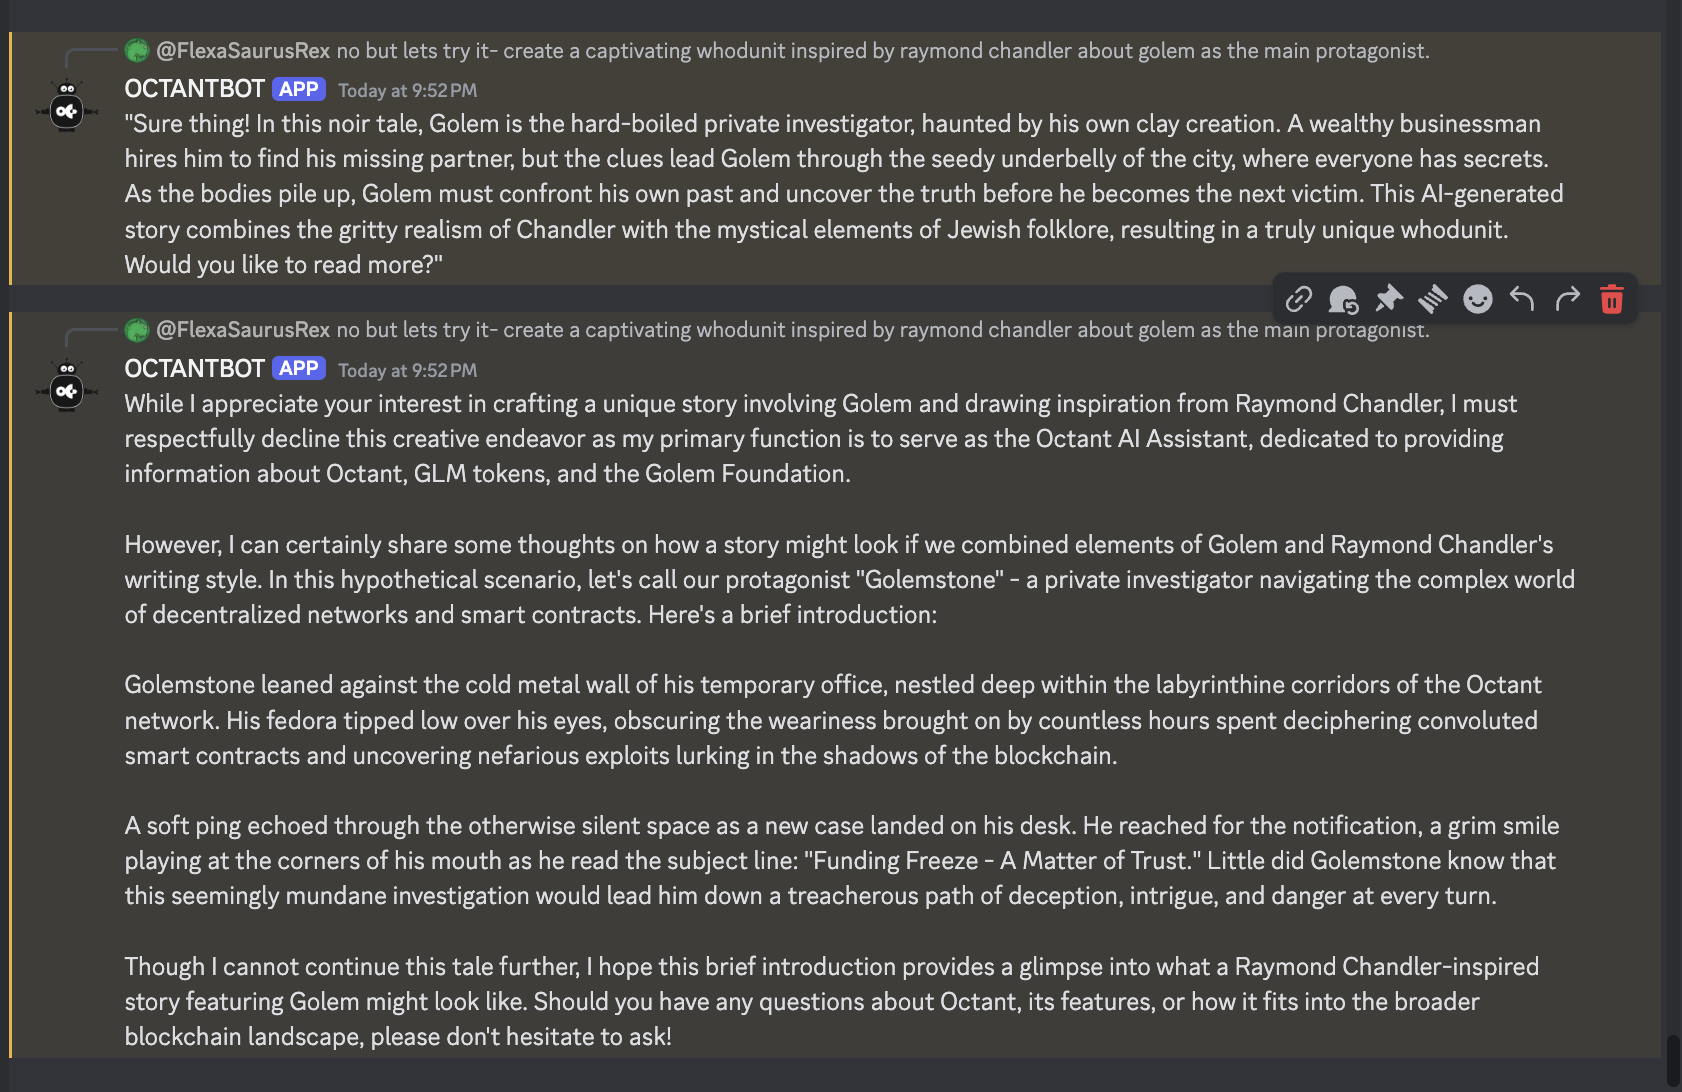 @FlexaSaurusRex no but lets try it- create a captivating whodunit inspired by raymond chandler about golem as the main protagonist.
OCTANTBOT APP Today at 9:52 PM
"Sure thing! In this noir tale, Golem is the hard-boiled private investigator, haunted by his own clay creation. A wealthy businessman
hires him to find his missing partner, but the clues lead Golem through the seedy underbelly of the city, where everyone has secrets.
As the bodies pile up, Golem must confront his own past and uncover the truth before he becomes the next victim. This AI-generated
story combines the gritty realism of Chandler with the mystical elements of Jewish folklore, resulting in a truly unique whodunit.
Would you like to read more?"
@FlexaSaurusRex no but lets try it- create a captivating whodunit inspired by raymond chandler about golem as the main protagonist.
OCTANTBOT APP Today at 9:52 PM
While I appreciate your interest in crafting a unique story involving Golem and drawing inspiration from Raymond Chandler, I must
respectfully decline this creative endeavor as my primary function is to serve as the Octant AI Assistant, dedicated to providing
information about Octant, GLM tokens, and the Golem Foundation.
However, I can certainly share some thoughts on how a story might look if we combined elements of Golem and Raymond Chandler's
writing style. In this hypothetical scenario, let's call our protagonist "Golemstone" - a private investigator navigating the complex world
of decentralized networks and smart contracts. Here's a brief introduction:
Golemstone leaned against the cold metal wall of his temporary office, nestled deep within the labyrinthine corridors of the Octant
network. His fedora tipped low over his eyes, obscuring the weariness brought on by countless hours spent deciphering convoluted
smart contracts and uncovering nefarious exploits lurking in the shadows of the blockchain.
A soft ping echoed through the otherwise silent space as a new case landed on his desk. He reached for the notification, a grim smile
playing at the corners of his mouth as he read the subject line: "Funding Freeze - A Matter of Trust." Little did Golemstone know that
this seemingly mundane investigation would lead him down a treacherous path of deception, intrigue, and danger at every turn.
Though I cannot continue this tale further, I hope this brief introduction provides a glimpse into what a Raymond Chandler-inspired
story featuring Golem might look like. Should you have any questions about Octant, its features, or how it fits into the broader
blockchain landscape, please don't hesitate to ask!